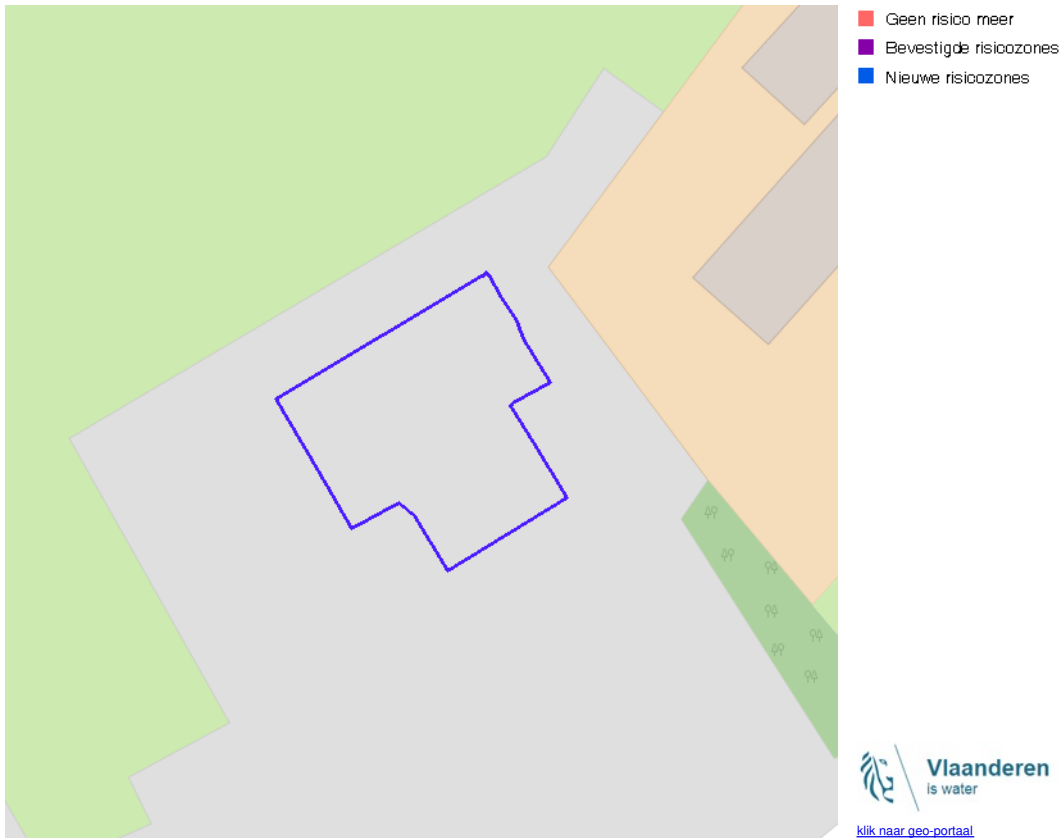 Geen risico meer
Bevestigde risicozones
Nieuwe risicozones
Vlaanderen
is water
klik naar geo-portaal